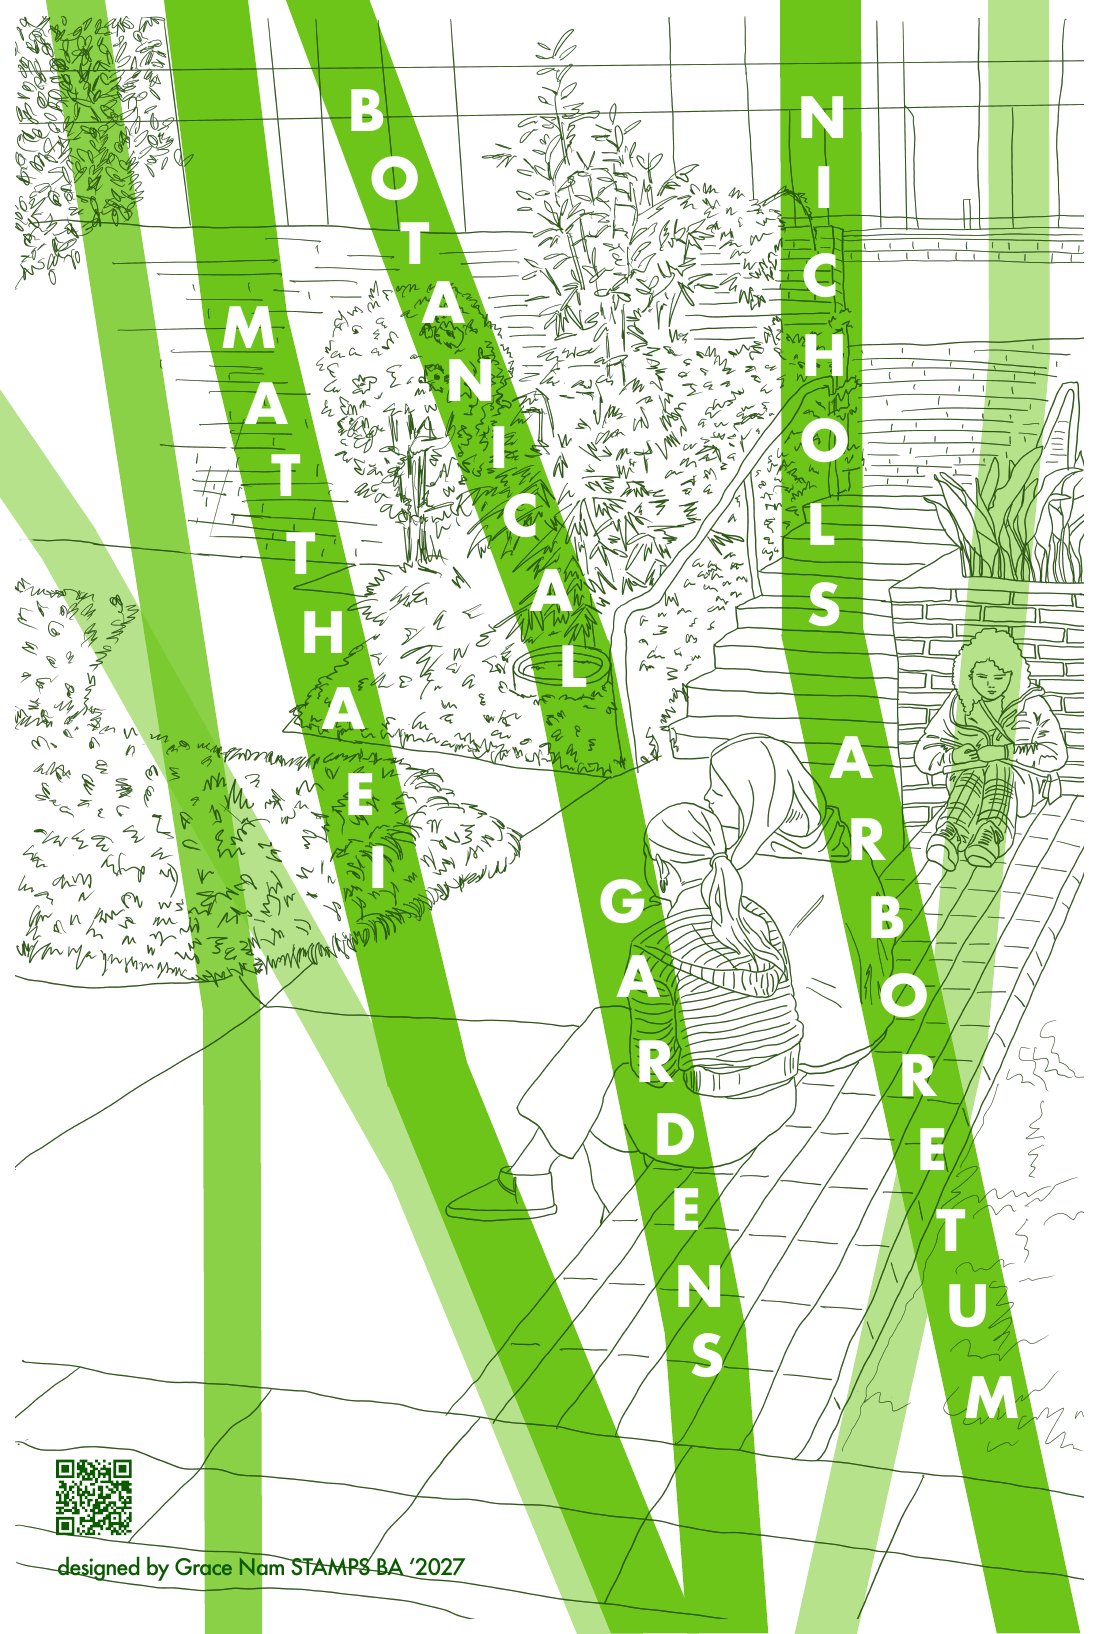 MATTHAEI
BOTANICAL
GARDENS
NICHOLS
ARBORETUM
designed by Grace Nam STAMPS BA ‘2027